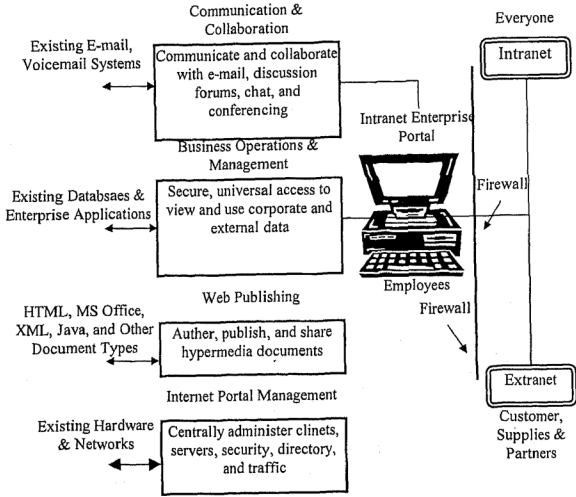 Communication &
Collaboration
Existing E-mail,
Voicemail Systems
Communicate and collaborate
with e-mail, discussion
forums, chat, and
conferencing
Business Operations &
Management
Existing Databsaes &
Enterprise Applications
Secure, universal access to
view and use corporate and
external data
Web Publishing
HTML, MS Office,
XML, Java, and Other
Document Types
Auther, publish, and share
hypermedia documents
Internet Portal Management
Existing Hardware
& Networks
Centrally administer clinets,
servers, security, directory,
and traffic
Intranet Enterprise
Portal
Employees
Firewall
Firewall
Everyone
Intranet
Extranet
Customer,
Supplies &
Partners